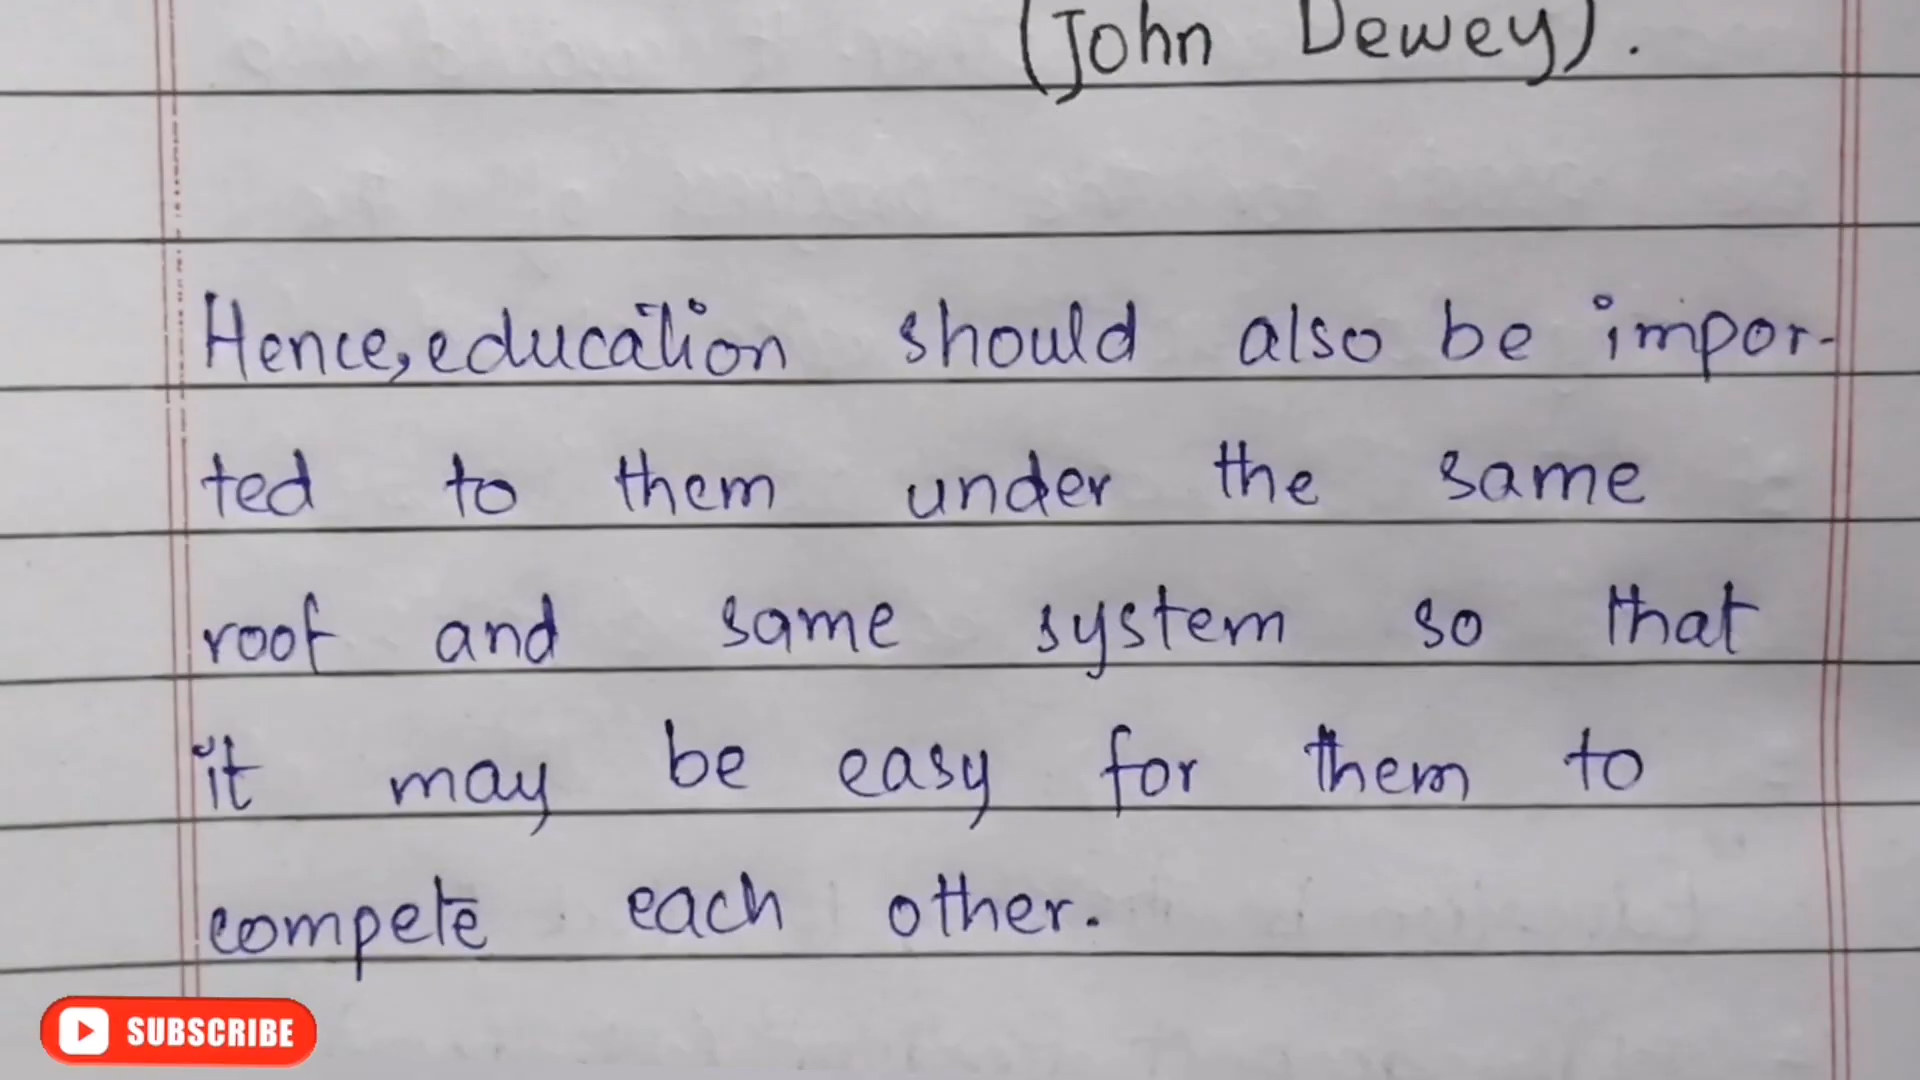 (John Dewey).
Hence, education should also be impor-
ted to them under the same
roof and same system so that
it may be easy for them to
compete each other.
SUBSCRIBE